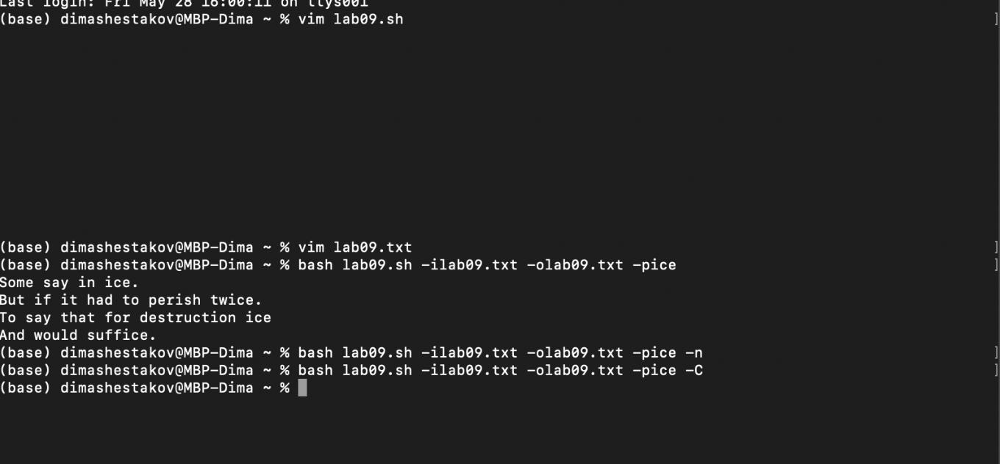 Last login: Fri May 28 16:00:11 on ttys001
(base) dimashestakov@MBP-Dima ~ % vim lab09.sh ]
(base) dimashestakov@MBP-Dima ~ % vim lab09.txt ]
(base) dimashestakov@MBP-Dima ~ % bash lab09.sh -ilab09.txt -olab09.txt -pice ]
Some say in ice.
But if it had to perish twice.
To say that for destruction ice
And would suffice.
(base) dimashestakov@MBP-Dima ~ % bash lab09.sh -ilab09.txt -olab09.txt -pice -n ]
(base) dimashestakov@MBP-Dima ~ % bash lab09.sh -ilab09.txt -olab09.txt -pice -C ]
(base) dimashestakov@MBP-Dima ~ %